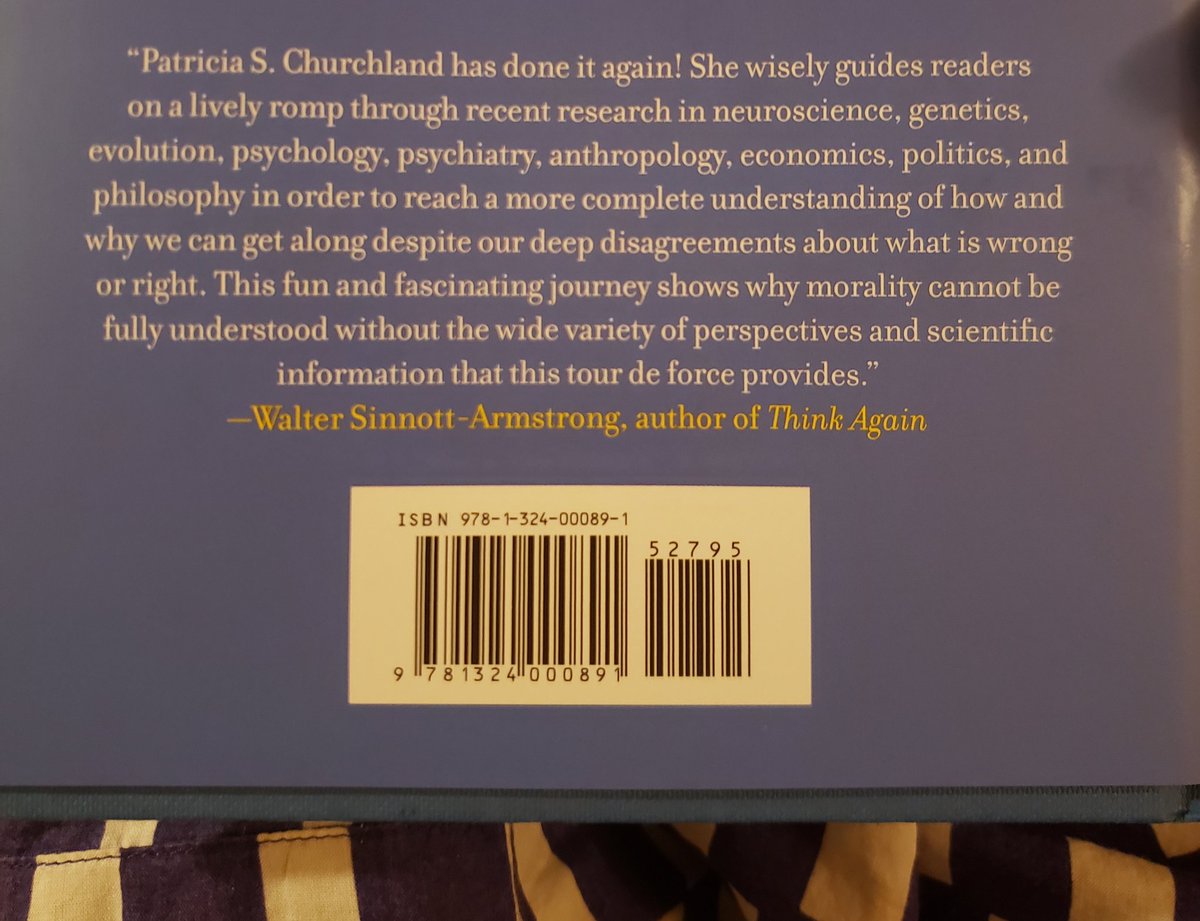 “Patricia S. Churchland has done it again! She wisely guides readers
on a lively romp through recent research in neuroscience, genetics,
evolution, psychology, psychiatry, anthropology, economics, politics, and
philosophy in order to reach a more complete understanding of how and
why we can get along despite our deep disagreements about what is wrong
or right. This fun and fascinating journey shows why morality cannot be
fully understood without the wide variety of perspectives and scientific
information that this tour de force provides.”
—Walter Sinnott-Armstrong, author of Think Again
ISBN 978-1-324-00089-1
52795
9 781324 000891